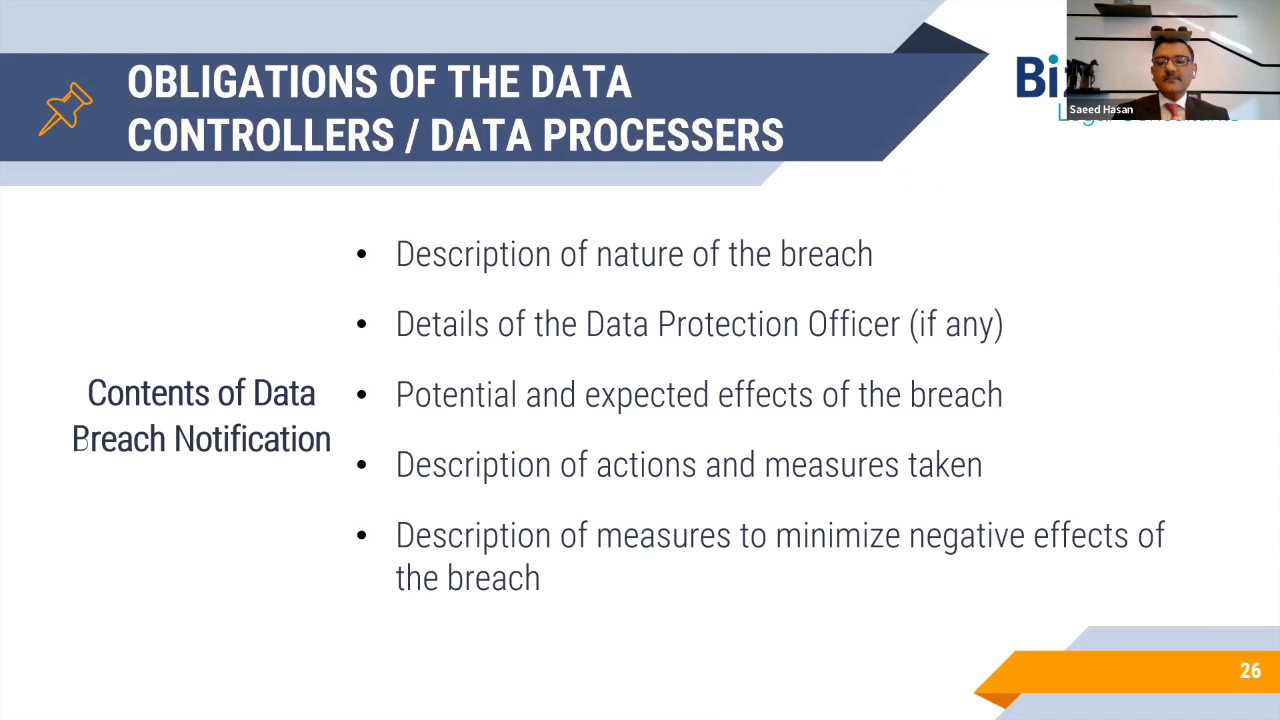 OBLIGATIONS OF THE DATA
CONTROLLERS / DATA PROCESSERS
Saeed Hasan
• Description of nature of the breach
• Details of the Data Protection Officer (if any)
Contents of Data
Breach Notification
• Potential and expected effects of the breach
• Description of actions and measures taken
• Description of measures to minimize negative effects of
the breach
26